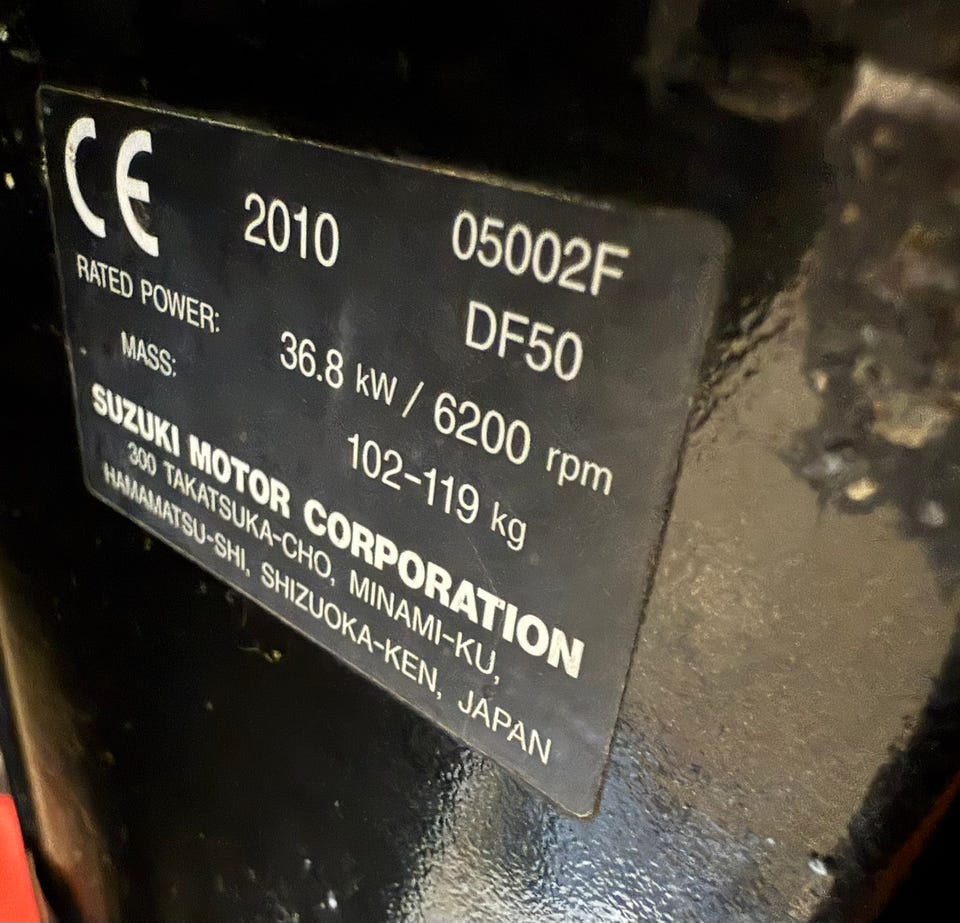 CE 2010 05002F
DF50
RATED POWER: 36.8 kW / 6200 rpm
MASS: 102-119 kg
SUZUKI MOTOR CORPORATION
300 TAKATSUKA-CHO, MINAMI-KU,
HAMAMATSU-SHI, SHIZUOKA-KEN, JAPAN